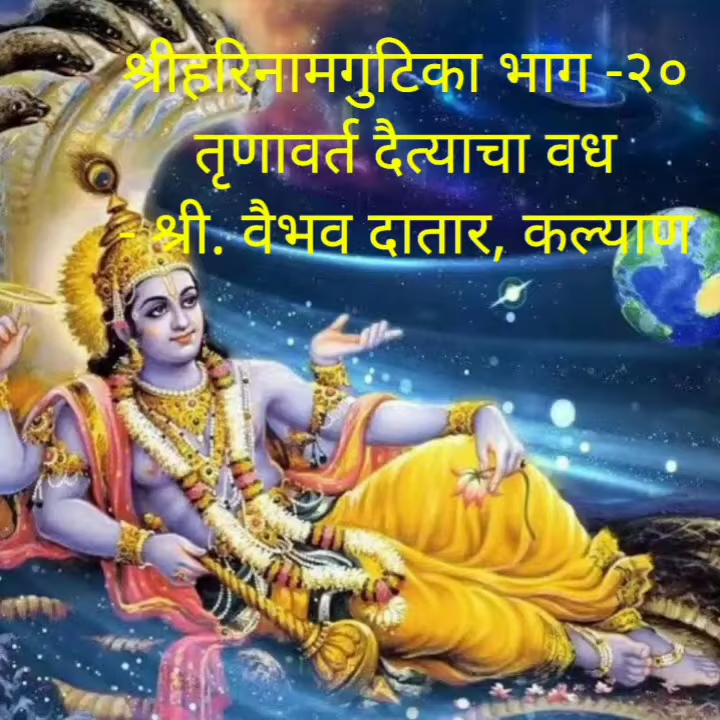 श्रीहरिनामगुटिका भाग -२०
तृणावर्त दैत्याचा वध
- श्री. वैभव दातार, कल्याण